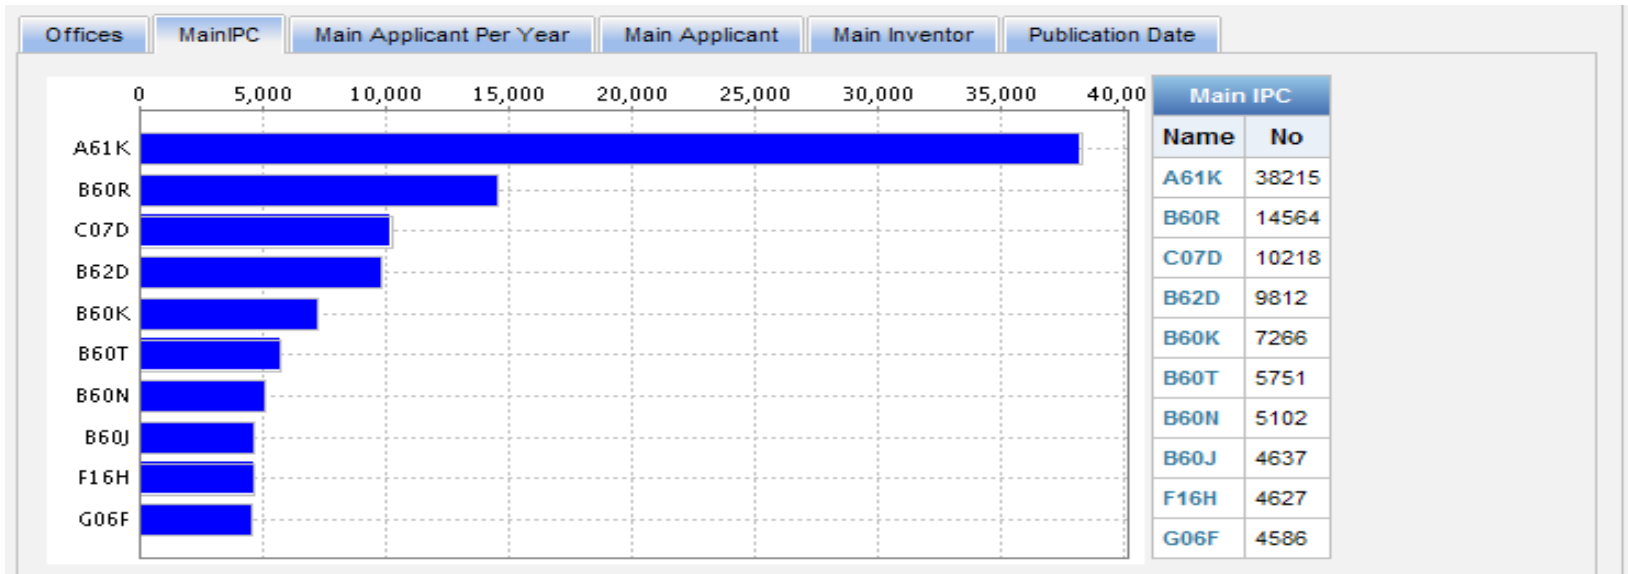 Offices MainIPC Main Applicant Per Year Main Applicant Main Inventor Publication Date
0 5,000 10,000 15,000 20,000 25,000 30,000 35,000 40,00
A61K
B60R
C07D
B62D
B60K
B60T
B60N
B60J
F16H
G06F
Main IPC
Name No
A61K 38215
B60R 14564
C07D 10218
B62D 9812
B60K 7266
B60T 5751
B60N 5102
B60J 4637
F16H 4627
G06F 4586